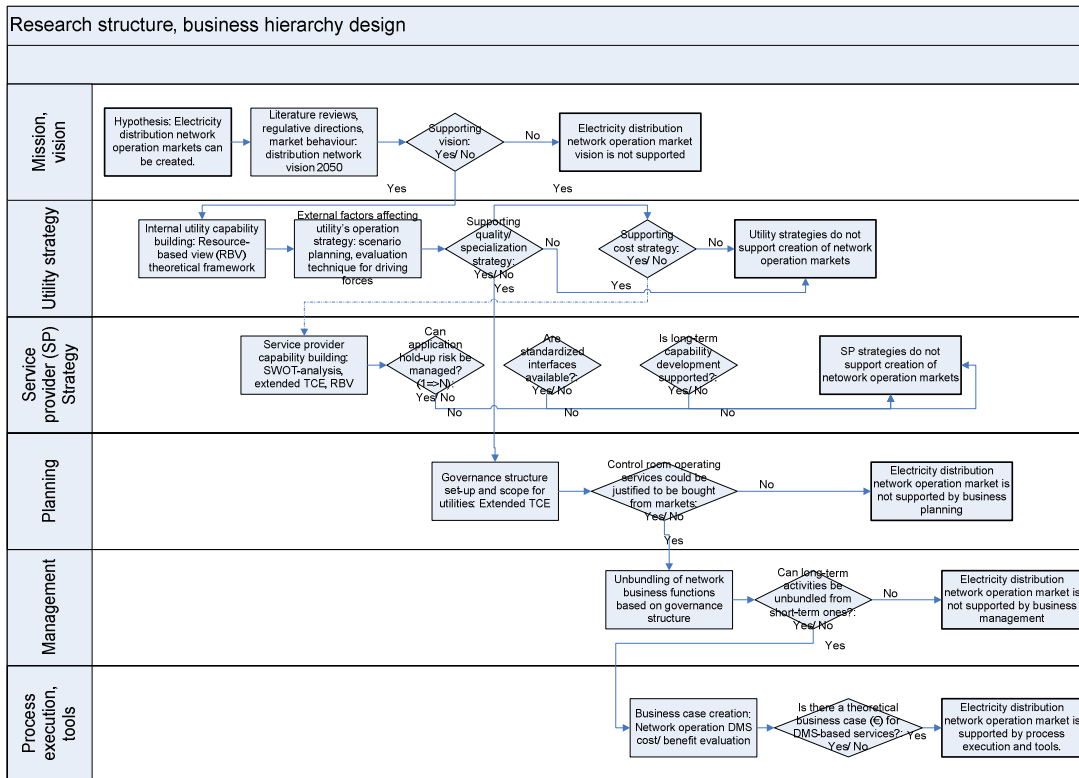 Research structure, business hierarchy design
Mission,
vision
Hypothesis: Electricity
distribution network
operation markets can
be created.
Literature reviews,
regulative directions,
market behaviour:
distribution network
vision 2050
Supporting
vision:
Yes/ No
No
Electricity distribution
network operation market
vision is not supported
Yes
Yes
Utility strategy
Internal utility capability
building: Resource-
based view (RBV)
theoretical framework
External factors affecting
utility's operation
strategy: scenario
planning, evaluation
technique for driving
forces
Supporting
quality/
specialization
strategy:
Yes/ No
No
Yes
Supporting
cost strategy:
Yes/ No
No
Yes
Utility strategies do not
support creation of network
operation markets
Service
provider (SP)
Strategy
Service provider
capability building:
SWOT-analysis,
extended TCE, RBV
Can
application
hold-up risk be
managed?
(1=>N):
Yes/ No
No
Are
standardized
interfaces
available?:
Yes/ No
No
Is long-term
capability
development
supported?:
Yes/ No
No
SP strategies do not
support creation of
netowork operation markets
Planning
Governance structure
set-up and scope for
utilities: Extended TCE
Control room operating
services could be
justified to be bought
from markets:
Yes/ No
No
Yes
Electricity distribution
network operation market is
not supported by business
planning
Management
Unbundling of network
business functions
based on governance
structure
Can long-term
activities be
unbundled from
short-term ones?:
Yes/ No
No
Yes
Electricity distribution
network operation market is
not supported by business
management
Process
execution,
tools
Business case creation:
Network operation DMS
cost/ benefit evaluation
Is there a theoretical
business case (€) for
DMS-based services?:
Yes/ No
Yes
Electricity distribution
network operation market is
supported by process
execution and tools.